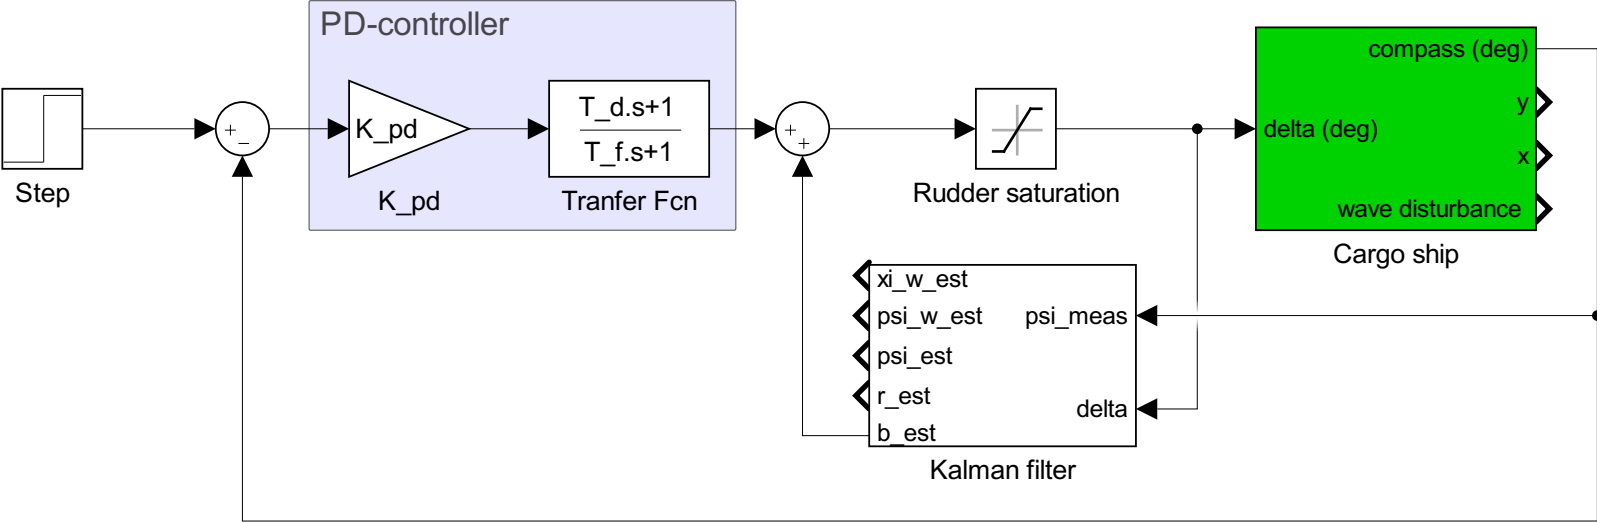 PD-controller
K_pd
T_d.s+1
T_f.s+1
K_pd
Tranfer Fcn
Step
+
−
+
+
Rudder saturation
compass (deg)
y
delta (deg)
x
wave disturbance
Cargo ship
xi_w_est
psi_w_est
psi_meas
psi_est
r_est
delta
b_est
Kalman filter